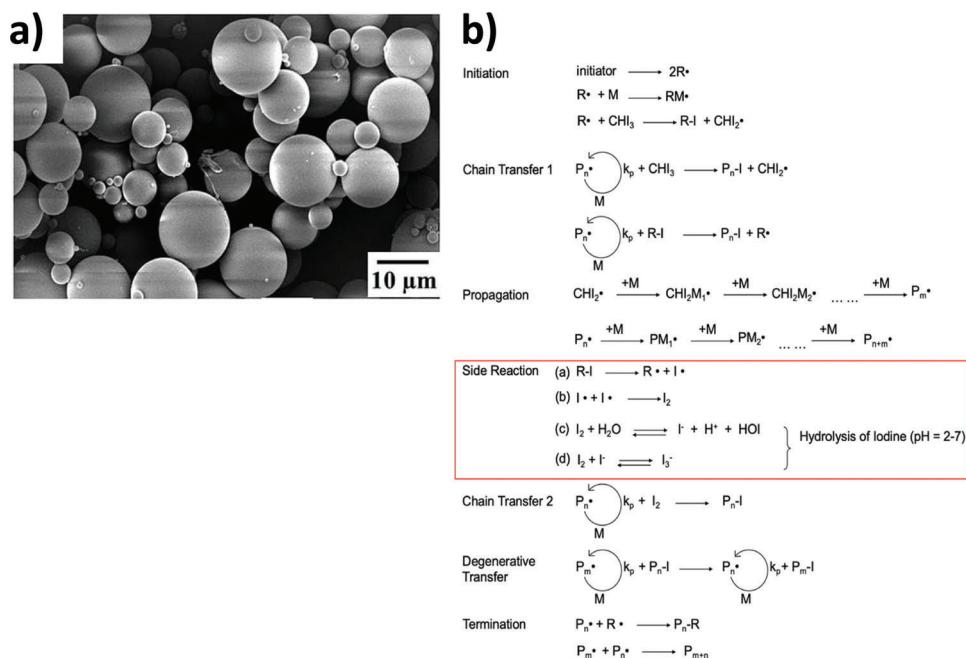 a)
10 µm
b)
Initiation
initiator ⟶ 2R•
R• + M ⟶ RM•
R• + CHI₃ ⟶ R-I + CHI₂•
Chain Transfer 1
Pₙ• kₚ + CHI₃ ⟶ Pₙ-I + CHI₂•
M
Pₙ• kₚ + R-I ⟶ Pₙ-I + R•
M
Propagation
CHI₂• +M⟶ CHI₂M₁• +M⟶ CHI₂M₂• ... ... +M⟶ Pₘ•
Pₙ• +M⟶ PM₁• +M⟶ PM₂• ... ... +M⟶ Pₙ₊ₘ•
Side Reaction
(a) R-I ⟶ R • + I •
(b) I • + I • ⟶ I₂
(c) I₂ + H₂O ⇌ I⁻ + H⁺ + HOI
(d) I₂ + I⁻ ⇌ I₃⁻
Hydrolysis of Iodine (pH = 2-7)
Chain Transfer 2
Pₙ• kₚ + I₂ ⟶ Pₙ-I
M
Degenerative
Transfer
Pₘ• kₚ + Pₙ-I ⟶ Pₙ• kₚ + Pₘ-I
M M
Termination
Pₙ• + R • ⟶ Pₙ-R
Pₘ• + Pₙ• ⟶ Pₘ₊ₙ